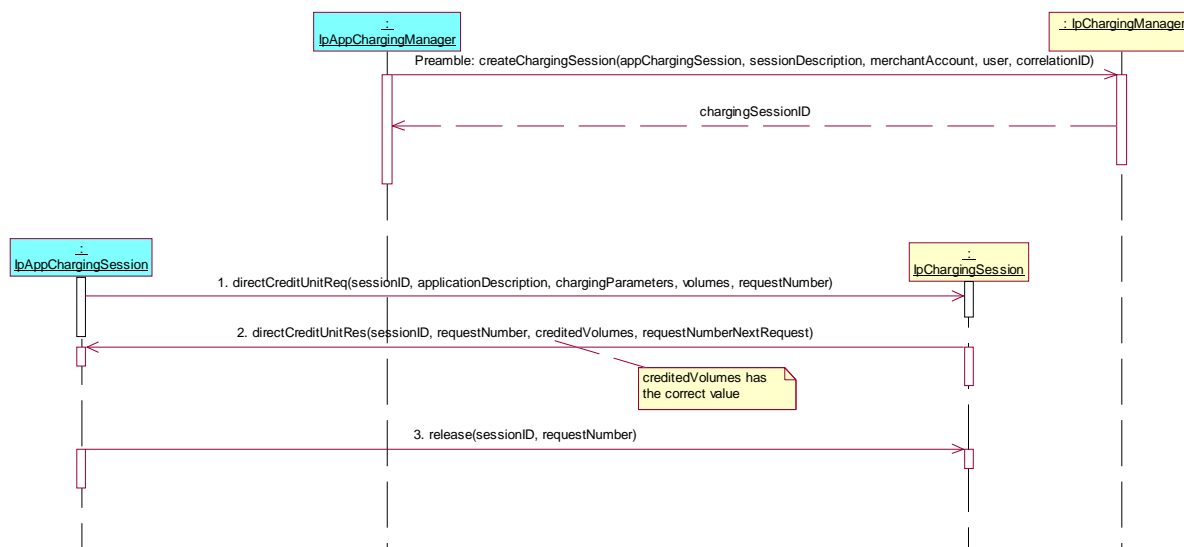 :
IpAppChargingManager
: IpChargingManager
Preamble: createChargingSession(appChargingSession, sessionDescription, merchantAccount, user, correlationID)
chargingSessionID
:
IpAppChargingSession
:
IpChargingSession
1. directCreditUnitReq(sessionID, applicationDescription, chargingParameters, volumes, requestNumber)
2. directCreditUnitRes(sessionID, requestNumber, creditedVolumes, requestNumberNextRequest)
creditedVolumes has
the correct value
3. release(sessionID, requestNumber)